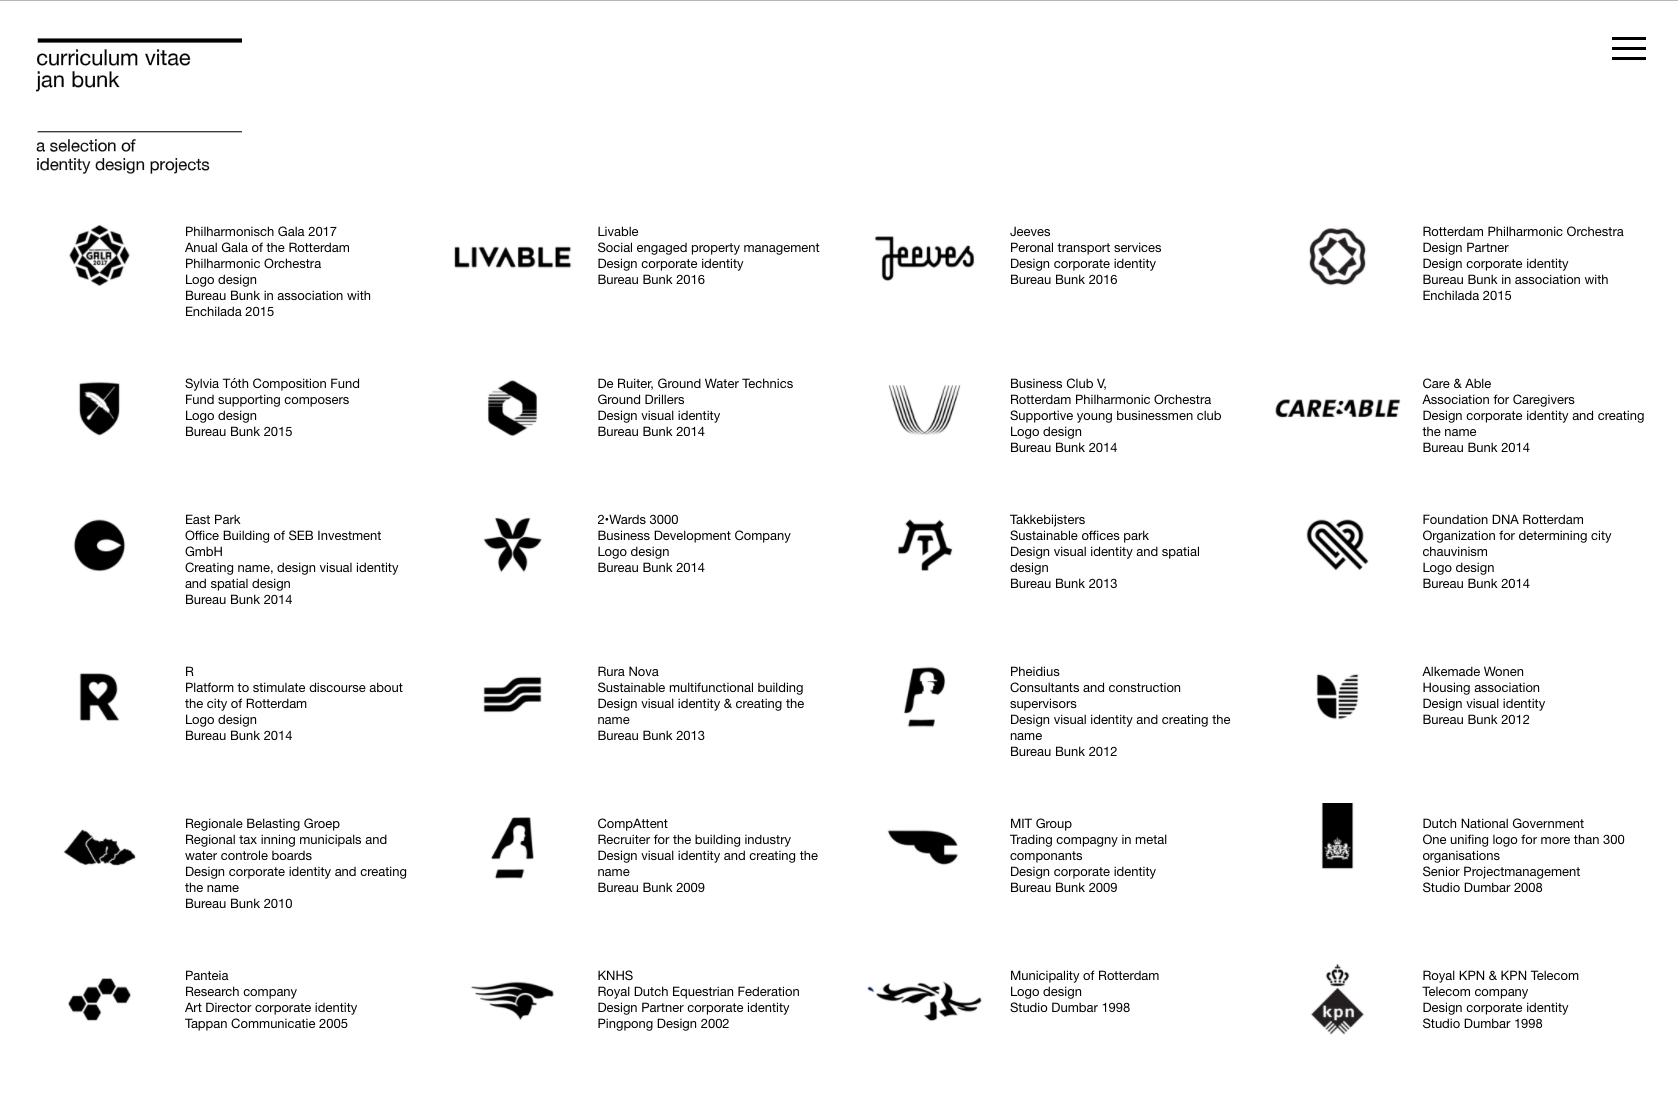 curriculum vitae
jan bunk
a selection of
identity design projects
GALA
2017
Philharmonisch Gala 2017
Anual Gala of the Rotterdam
Philharmonic Orchestra
Logo design
Bureau Bunk in association with
Enchilada 2015
LIVABLE
Livable
Social engaged property management
Design corporate identity
Bureau Bunk 2016
Jeeves
Jeeves
Peronal transport services
Design corporate identity
Bureau Bunk 2016
Rotterdam Philharmonic Orchestra
Design Partner
Design corporate identity
Bureau Bunk in association with
Enchilada 2015
Sylvia Tóth Composition Fund
Fund supporting composers
Logo design
Bureau Bunk 2015
De Ruiter, Ground Water Technics
Ground Drillers
Design visual identity
Bureau Bunk 2014
Business Club V,
Rotterdam Philharmonic Orchestra
Supportive young businessmen club
Logo design
Bureau Bunk 2014
CARE:ABLE
Care & Able
Association for Caregivers
Design corporate identity and creating
the name
Bureau Bunk 2014
East Park
Office Building of SEB Investment
GmbH
Creating name, design visual identity
and spatial design
Bureau Bunk 2014
2•Wards 3000
Business Development Company
Logo design
Bureau Bunk 2014
T
Takkebijsters
Sustainable offices park
Design visual identity and spatial
design
Bureau Bunk 2013
Foundation DNA Rotterdam
Organization for determining city
chauvinism
Logo design
Bureau Bunk 2014
R
R
Platform to stimulate discourse about
the city of Rotterdam
Logo design
Bureau Bunk 2014
Rura Nova
Sustainable multifunctional building
Design visual identity & creating the
name
Bureau Bunk 2013
P
Pheidius
Consultants and construction
supervisors
Design visual identity and creating the
name
Bureau Bunk 2012
Alkemade Wonen
Housing association
Design visual identity
Bureau Bunk 2012
Regionale Belasting Groep
Regional tax inning municipals and
water controle boards
Design corporate identity and creating
the name
Bureau Bunk 2010
A
CompAttent
Recruiter for the building industry
Design visual identity and creating the
name
Bureau Bunk 2009
MIT Group
Trading compagny in metal
componants
Design corporate identity
Bureau Bunk 2009
Dutch National Government
One unifing logo for more than 300
organisations
Senior Projectmanagement
Studio Dumbar 2008
Panteia
Research company
Art Director corporate identity
Tappan Communicatie 2005
KNHS
Royal Dutch Equestrian Federation
Design Partner corporate identity
Pingpong Design 2002
Municipality of Rotterdam
Logo design
Studio Dumbar 1998
kpn
Royal KPN & KPN Telecom
Telecom company
Design corporate identity
Studio Dumbar 1998